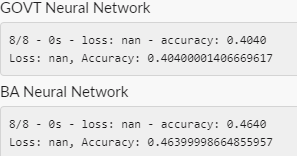 GOVT Neural Network
8/8 - 0s - loss: nan - accuracy: 0.4040
Loss: nan, Accuracy: 0.40400001406669617
BA Neural Network
8/8 - 0s - loss: nan - accuracy: 0.4640
Loss: nan, Accuracy: 0.46399998664855957